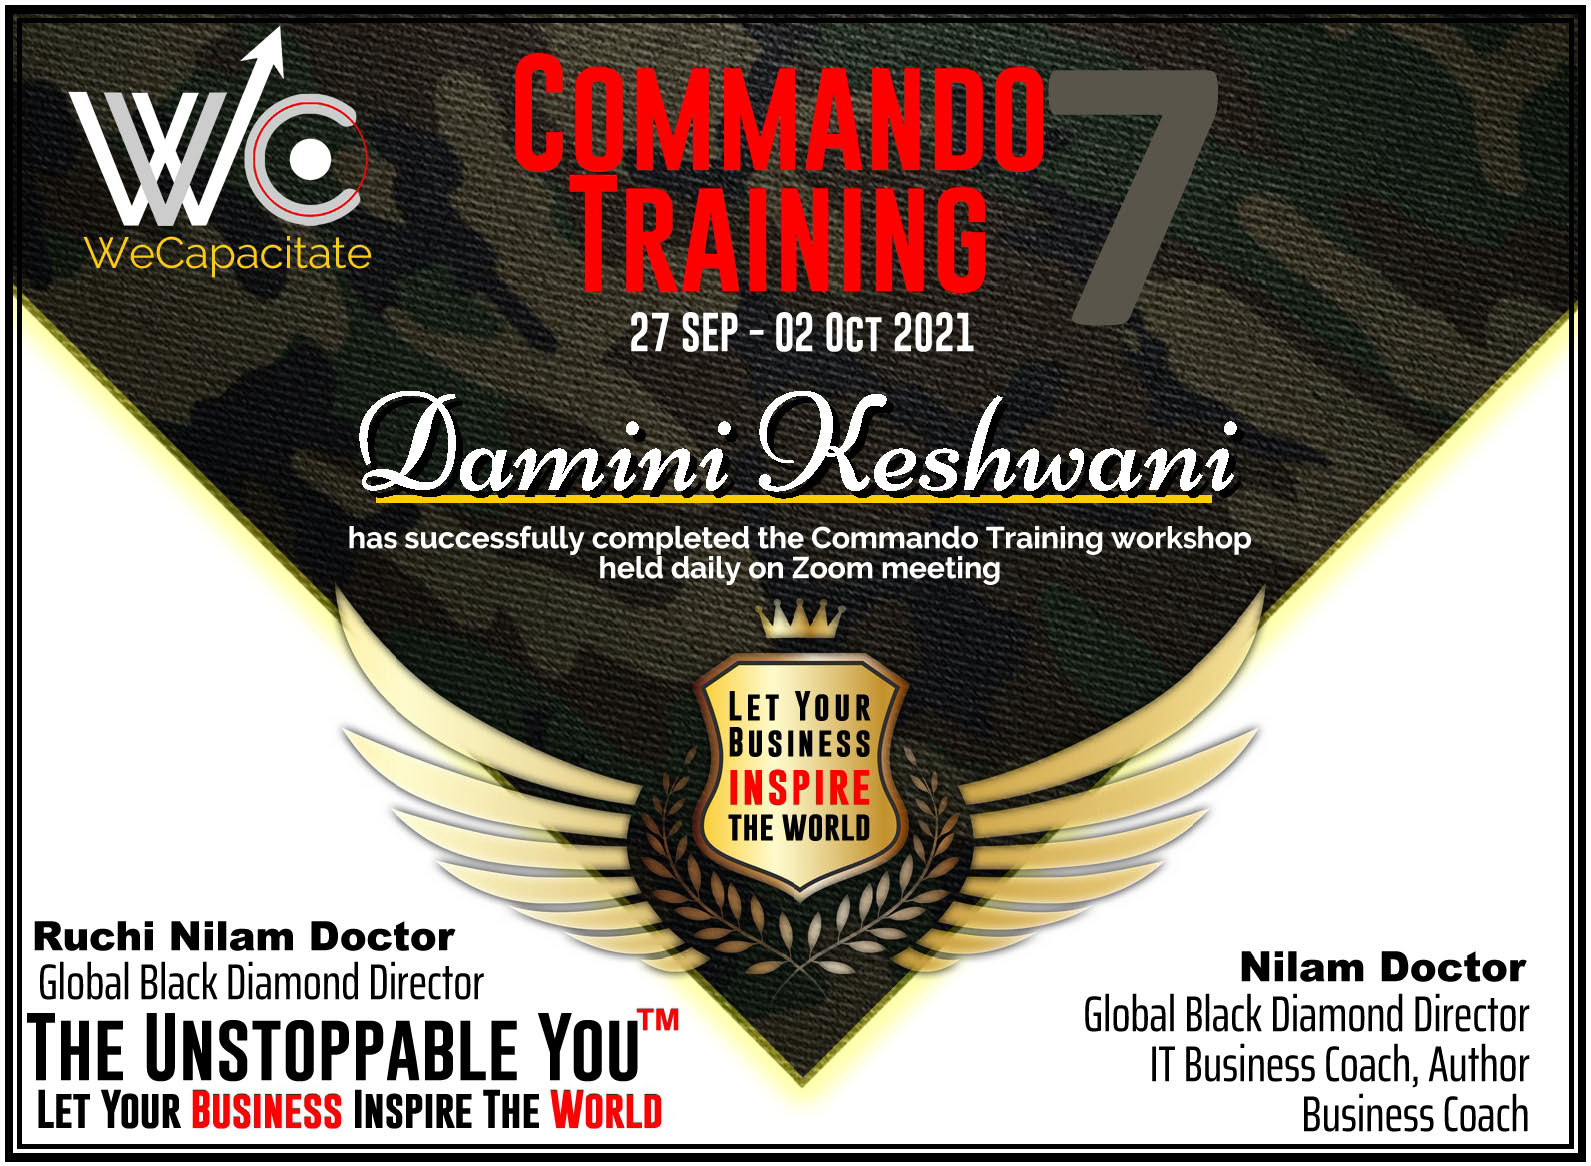 WC
WeCapacitate
COMMANDO 7
TRAINING
27 SEP - 02 OCT 2021
Damini Keshwani
has successfully completed the Commando Training workshop
held daily on Zoom meeting
LET YOUR
BUSINESS
INSPIRE
THE WORLD
Ruchi Nilam Doctor
Global Black Diamond Director
THE UNSTOPPABLE YOU™
LET YOUR BUSINESS INSPIRE THE WORLD
Nilam Doctor
Global Black Diamond Director
IT Business Coach, Author
Business Coach